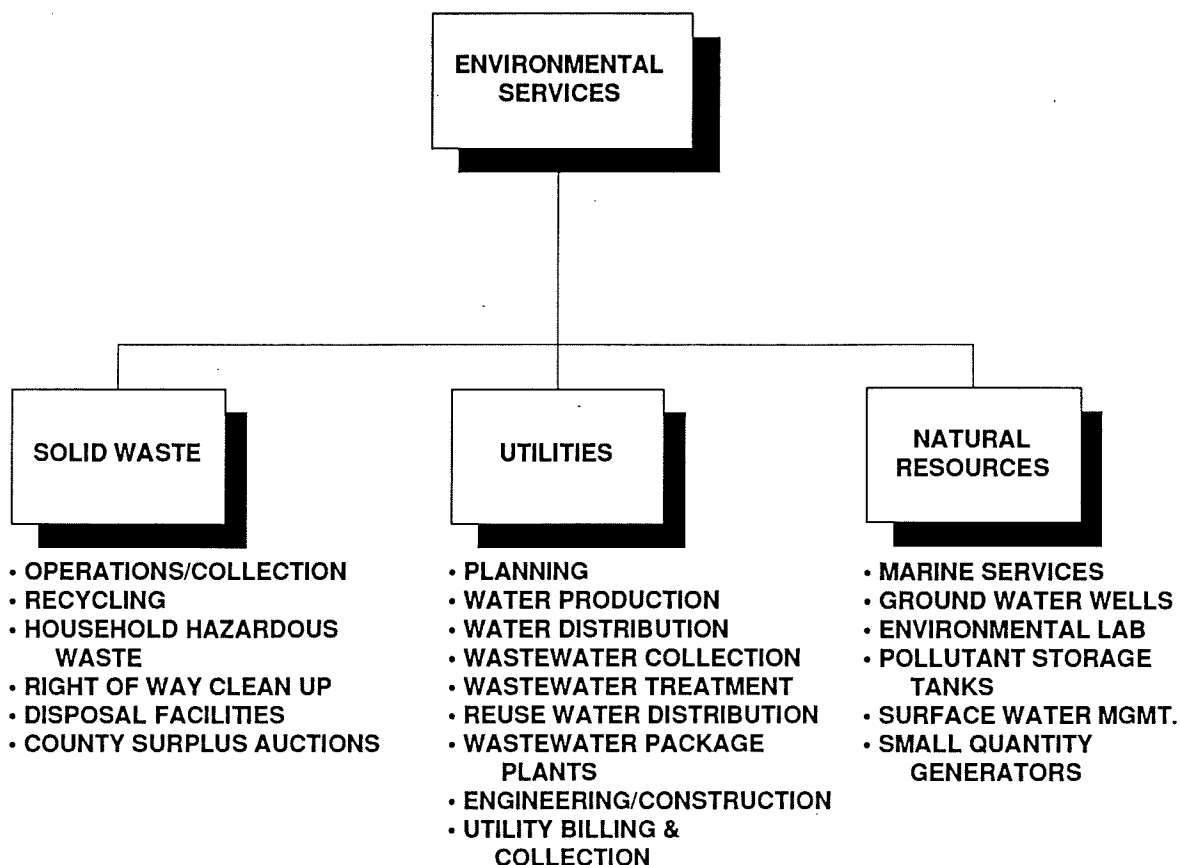 ENVIRONMENTAL
SERVICES
SOLID WASTE
UTILITIES
NATURAL
RESOURCES
• OPERATIONS/COLLECTION
• RECYCLING
• HOUSEHOLD HAZARDOUS
WASTE
• RIGHT OF WAY CLEAN UP
• DISPOSAL FACILITIES
• COUNTY SURPLUS AUCTIONS
• PLANNING
• WATER PRODUCTION
• WATER DISTRIBUTION
• WASTEWATER COLLECTION
• WASTEWATER TREATMENT
• REUSE WATER DISTRIBUTION
• WASTEWATER PACKAGE
PLANTS
• ENGINEERING/CONSTRUCTION
• UTILITY BILLING &
COLLECTION
• MARINE SERVICES
• GROUND WATER WELLS
• ENVIRONMENTAL LAB
• POLLUTANT STORAGE
TANKS
• SURFACE WATER MGMT.
• SMALL QUANTITY
GENERATORS